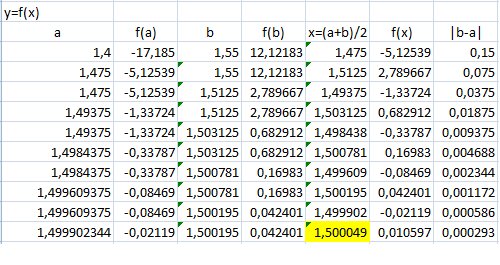 y=f(x)
a f(a) b f(b) x=(a+b)/2 f(x) |b-a|
1,4 -17,185 1,55 12,12183 1,475 -5,12539 0,15
1,475 -5,12539 1,55 12,12183 1,5125 2,789667 0,075
1,475 -5,12539 1,5125 2,789667 1,49375 -1,33724 0,0375
1,49375 -1,33724 1,5125 2,789667 1,503125 0,682912 0,01875
1,49375 -1,33724 1,503125 0,682912 1,498438 -0,33787 0,009375
1,4984375 -0,33787 1,503125 0,682912 1,500781 0,16983 0,004688
1,4984375 -0,33787 1,500781 0,16983 1,499609 -0,08469 0,002344
1,499609375 -0,08469 1,500781 0,16983 1,500195 0,042401 0,001172
1,499609375 -0,08469 1,500195 0,042401 1,499902 -0,02119 0,000586
1,499902344 -0,02119 1,500195 0,042401 1,500049 0,010597 0,000293